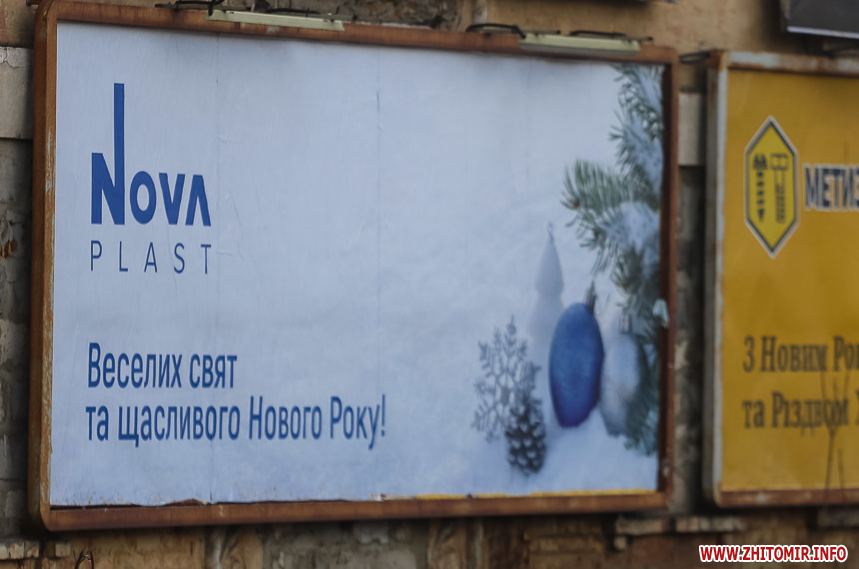 NOVA
PLAST
Веселих свят
та щасливого Нового Року!
МЕТИЗ
З Новим Ро
та Різдвом
WWW.ZHITOMIR.INFO